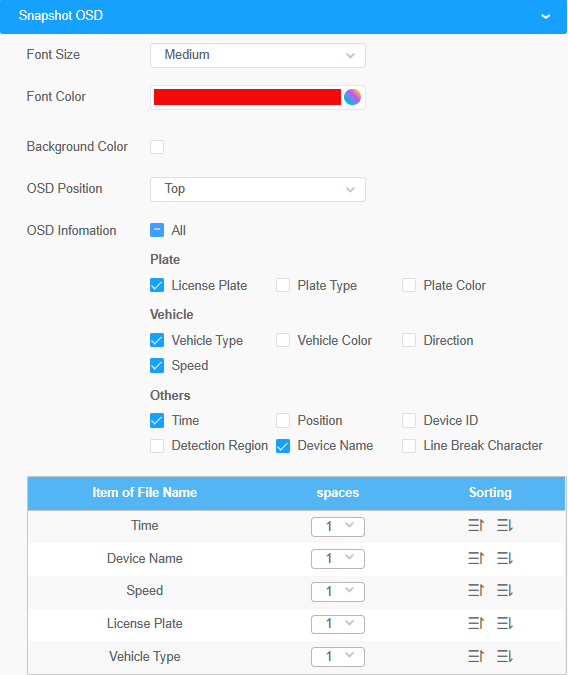 Snapshot OSD
Font Size Medium
Font Color
Background Color
OSD Position Top
OSD Infomation All
Plate
License Plate Plate Type Plate Color
Vehicle
Vehicle Type Vehicle Color Direction
Speed
Others
Time Position Device ID
Detection Region Device Name Line Break Character
Item of File Name spaces Sorting
Time 1
Device Name 1
Speed 1
License Plate 1
Vehicle Type 1